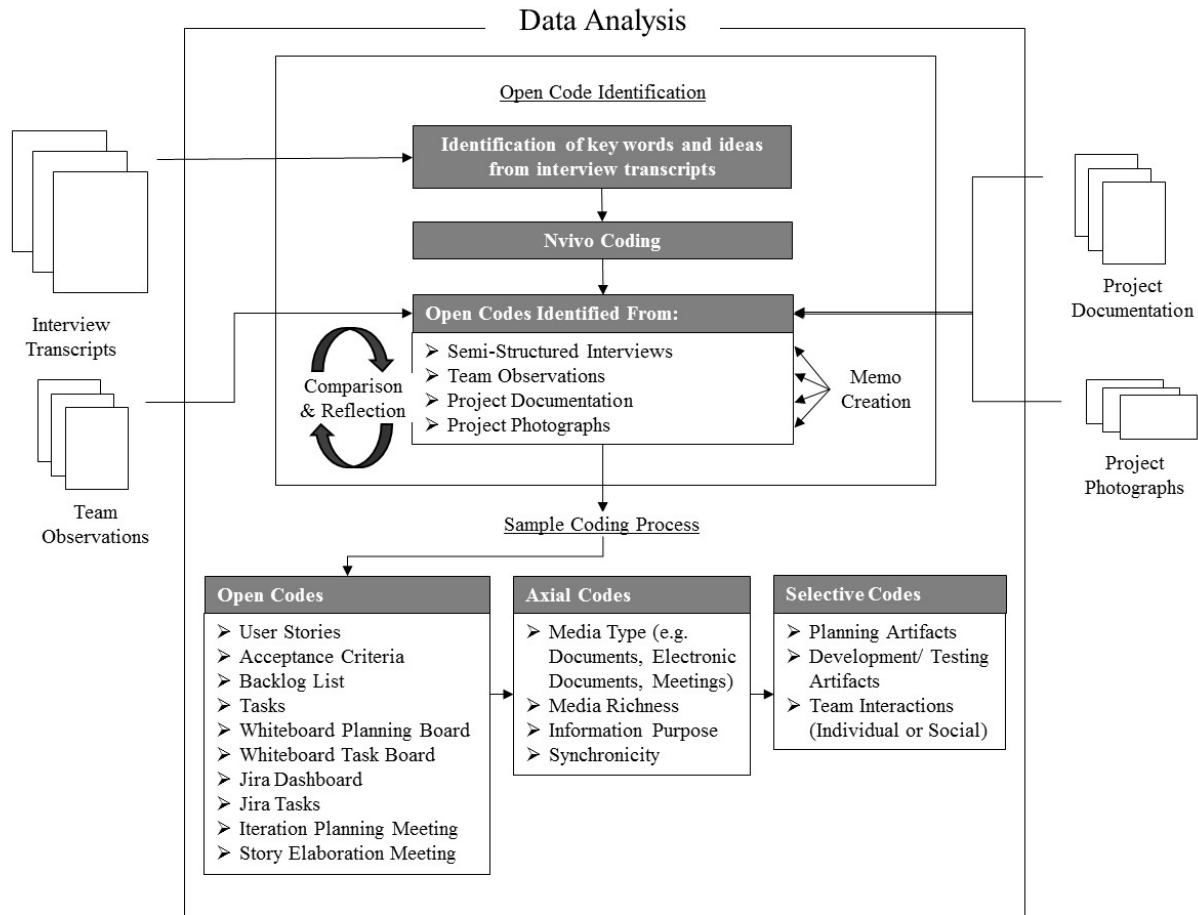 Data Analysis
Open Code Identification
Identification of key words and ideas
from interview transcripts
Nvivo Coding
Open Codes Identified From:
➢ Semi-Structured Interviews
➢ Team Observations
➢ Project Documentation
➢ Project Photographs
Comparison
& Reflection
Memo
Creation
Interview
Transcripts
Team
Observations
Project
Documentation
Project
Photographs
Sample Coding Process
Open Codes
➢ User Stories
➢ Acceptance Criteria
➢ Backlog List
➢ Tasks
➢ Whiteboard Planning Board
➢ Whiteboard Task Board
➢ Jira Dashboard
➢ Jira Tasks
➢ Iteration Planning Meeting
➢ Story Elaboration Meeting
Axial Codes
➢ Media Type (e.g.
Documents, Electronic
Documents, Meetings)
➢ Media Richness
➢ Information Purpose
➢ Synchronicity
Selective Codes
➢ Planning Artifacts
➢ Development/ Testing
Artifacts
➢ Team Interactions
(Individual or Social)